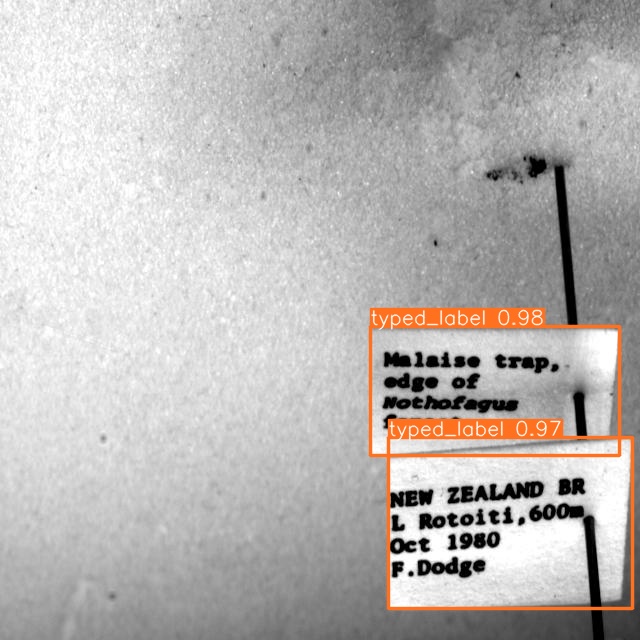 typed_label 0.98
Malaise trap,
edge of
Nothofagus
typed_label 0.97
NEW ZEALAND BR
L Rotoiti,600m
Oct 1980
F.Dodge